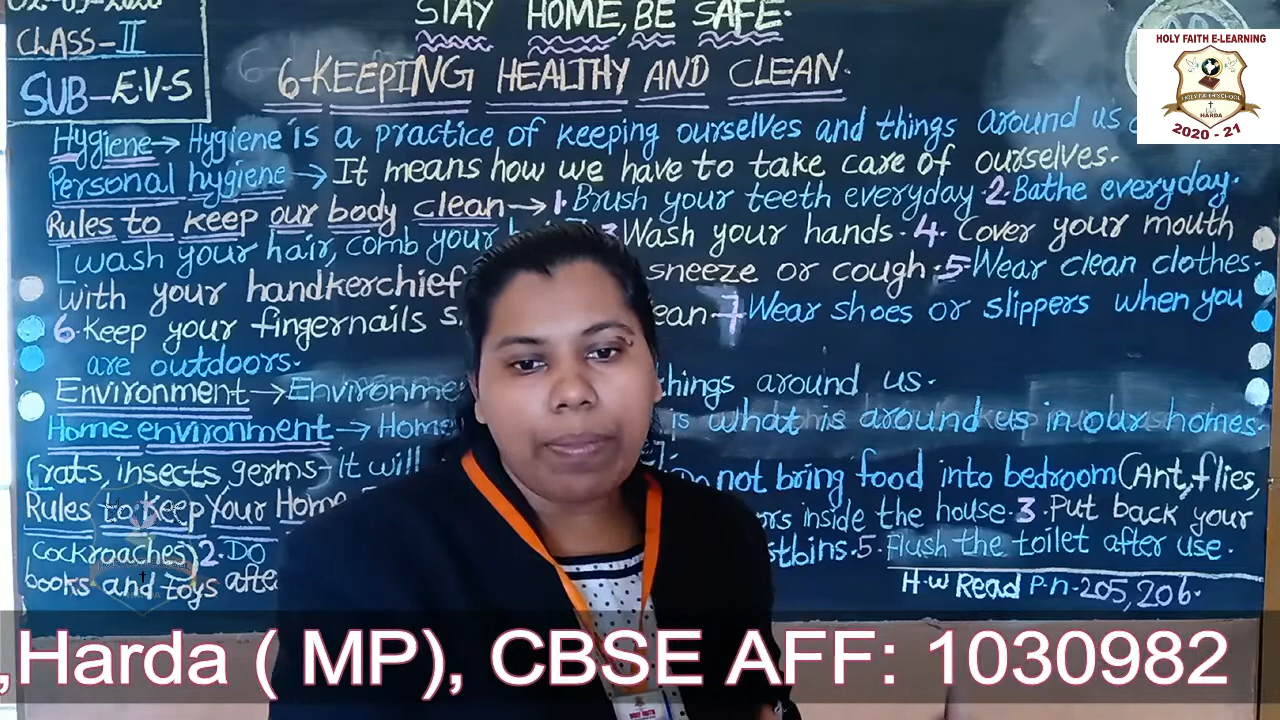 STAY HOME, BE SAFE.
CLASS-II
SUB-E.V.S
6-KEEPING HEALTHY AND CLEAN.
HOLY FAITH E-LEARNING
HOLY FAITH SCHOOL
HARDA
2020 - 21
Hygiene→ Hygiene is a practice of keeping ourselves and things around us
Personal hygiene → It means how we have to take care of ourselves.
Rules to keep our body clean→ 1. Brush your teeth everyday 2. Bathe everyday.
[wash your hair, comb your 3 Wash your hands. 4. Cover your mouth
with your handkerchief sneeze or cough. 5. Wear clean clothes.
6. Keep your fingernails 7 Wear shoes or slippers when you
are outdoors.
Environment → things around us.
Home environment → Home is what is around us in our homes.
[rats, insects, germs-it will not bring food into bedroom (Ant, flies,
Rules to Keep Your Home inside the house. 3. Put back your
cockroaches) 2. Do 5. Flush the toilet after use.
books and toys
H.W Read P.n.205,206.
,Harda ( MP), CBSE AFF: 1030982
HOLY FAITH